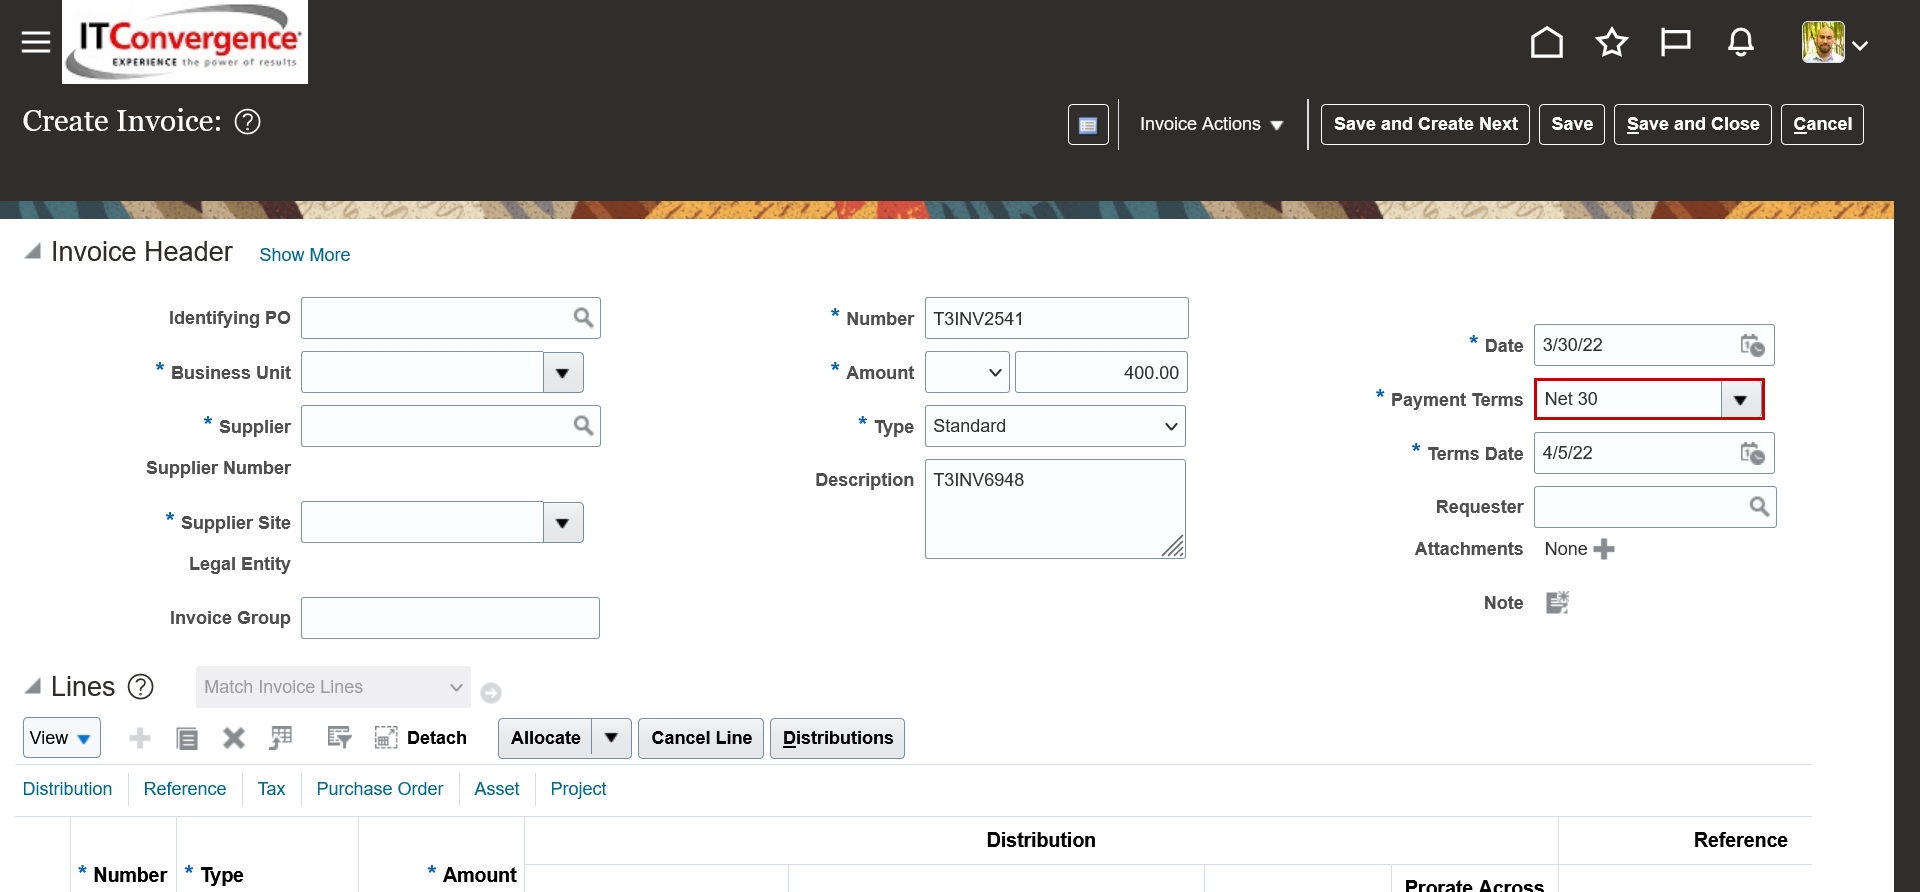 ITConvergence
EXPERIENCE the power of results
Create Invoice:
Invoice Actions
Save and Create Next
Save
Save and Close
Cancel
Invoice Header
Show More
Identifying PO
* Business Unit
* Supplier
Supplier Number
* Supplier Site
Legal Entity
Invoice Group
* Number T3INV2541
* Amount 400.00
* Type Standard
Description T3INV6948
* Date 3/30/22
* Payment Terms Net 30
* Terms Date 4/5/22
Requester
Attachments None
Note
Lines
Match Invoice Lines
View
Detach
Allocate
Cancel Line
Distributions
Distribution
Reference
Tax
Purchase Order
Asset
Project
Distribution
Reference
* Number
* Type
* Amount
Prorate Across